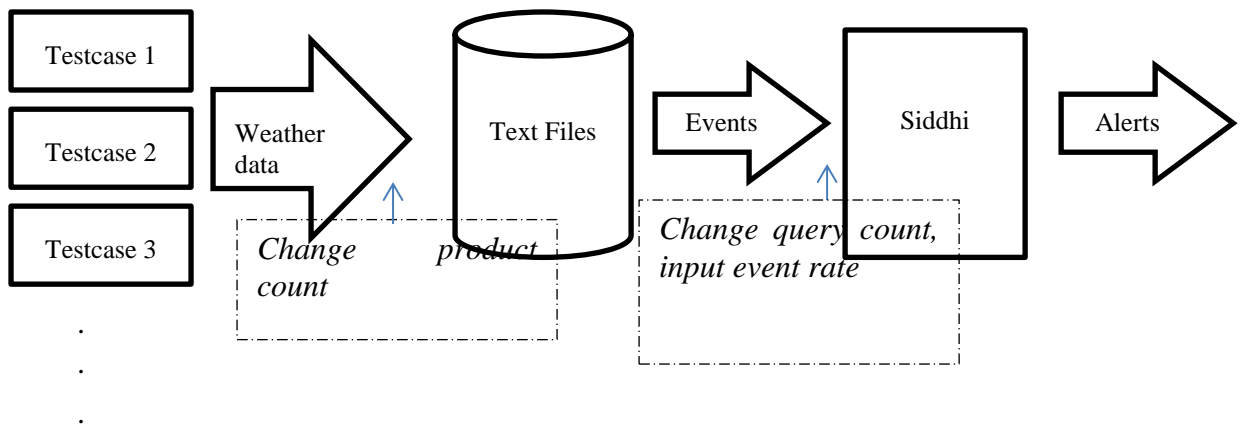 Testcase 1
Testcase 2
Testcase 3
.
.
.
Weather
data
Change product
count
Text Files
Events
Change query count,
input event rate
Siddhi
Alerts